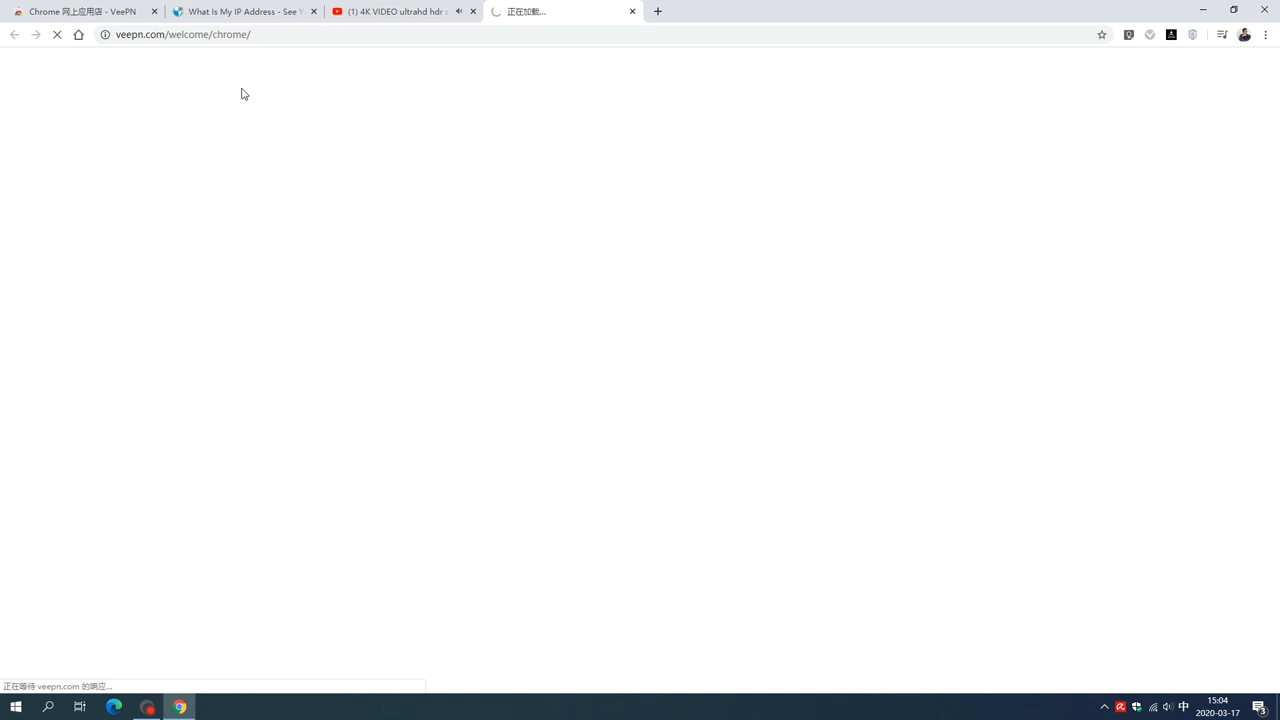 Chrome 网上应用店 - VeePN
What Is My IP Address - See Y
(1) 4K VIDEO ultrahd hdr s
正在加载...
veepn.com/welcome/chrome/
正在等待 veepn.com 的响应...
中
15:04
2020-03-17
3